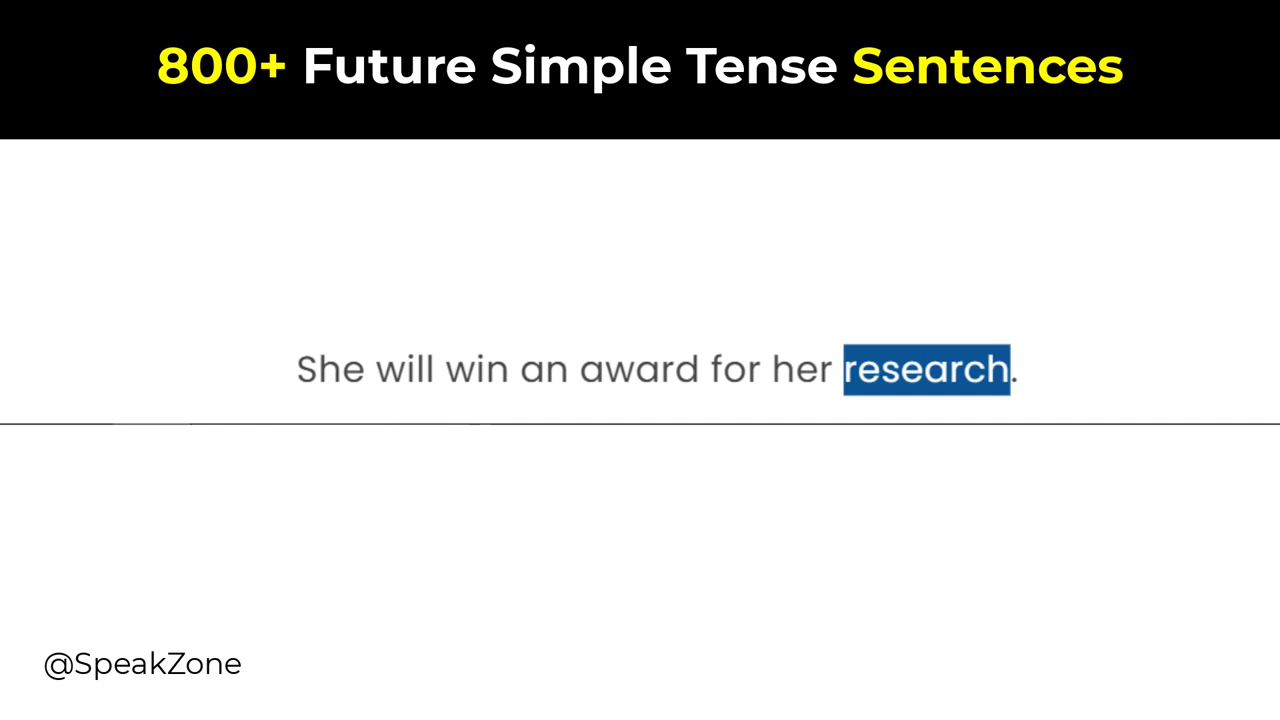 800+ Future Simple Tense Sentences
She will win an award for her research.
@SpeakZone